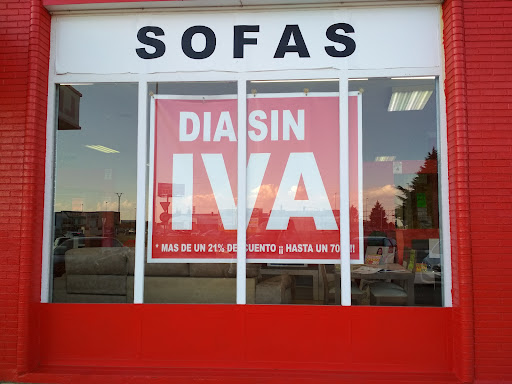 SOFAS
DIA SIN
IVA
* MAS DE UN 21% DESCUENTO ¡¡ HASTA UN 70%!!